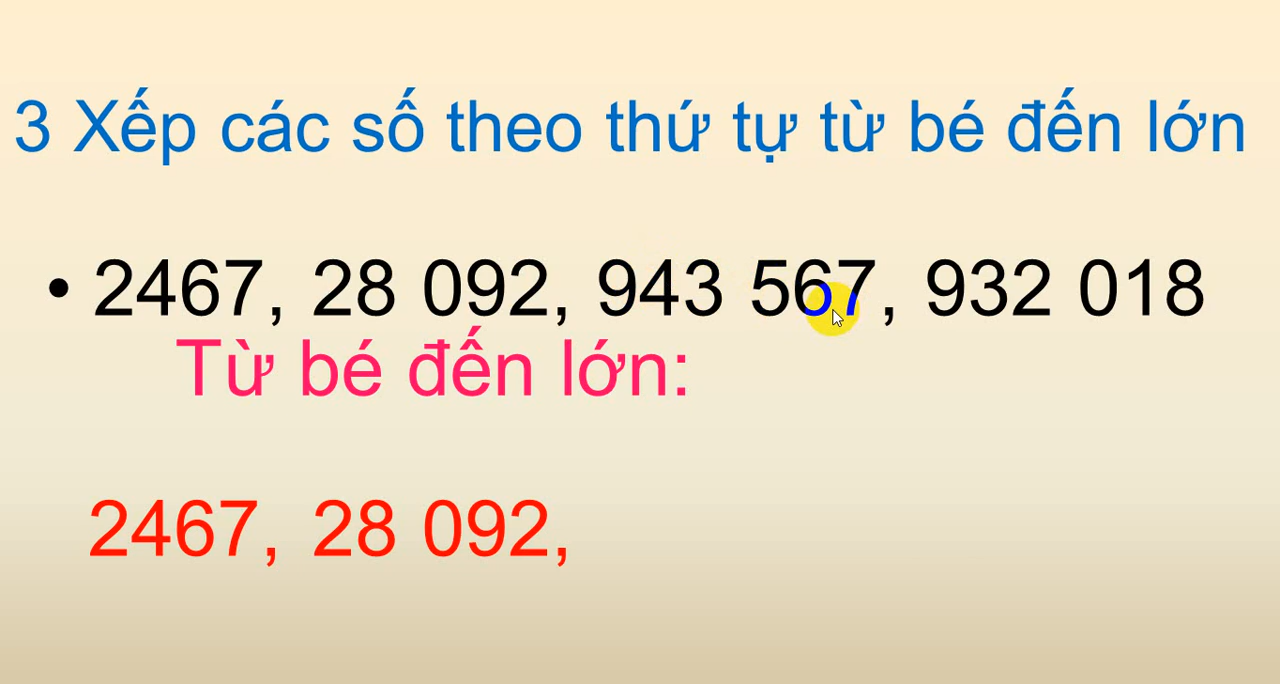 3 Xếp các số theo thứ tự từ bé đến lớn
• 2467, 28 092, 943 567, 932 018
Từ bé đến lớn:
2467, 28 092,